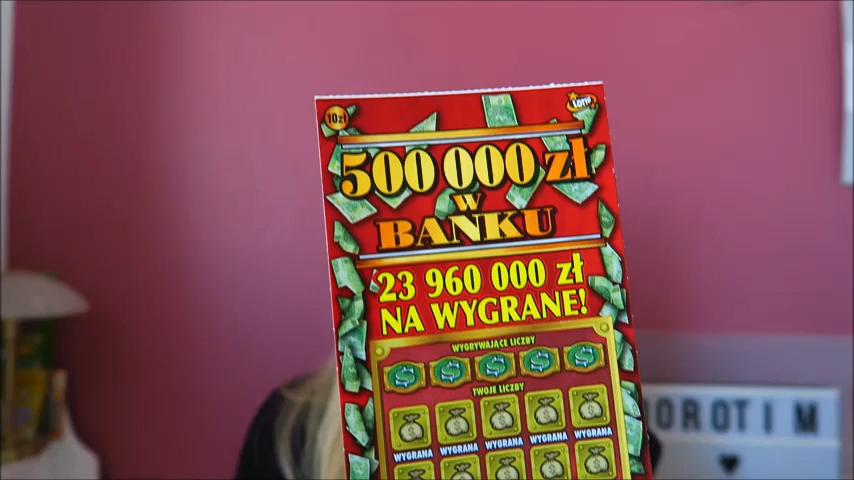 10zł
LOTTO
500 000 zł
W
BANKU
23 960 000 zł
NA WYGRANE!
WYGRYWAJĄCE LICZBY
$ $ $ $ $
TWOJE LICZBY
WYGRANA WYGRANA WYGRANA WYGRANA WYGRANA
OROTIM